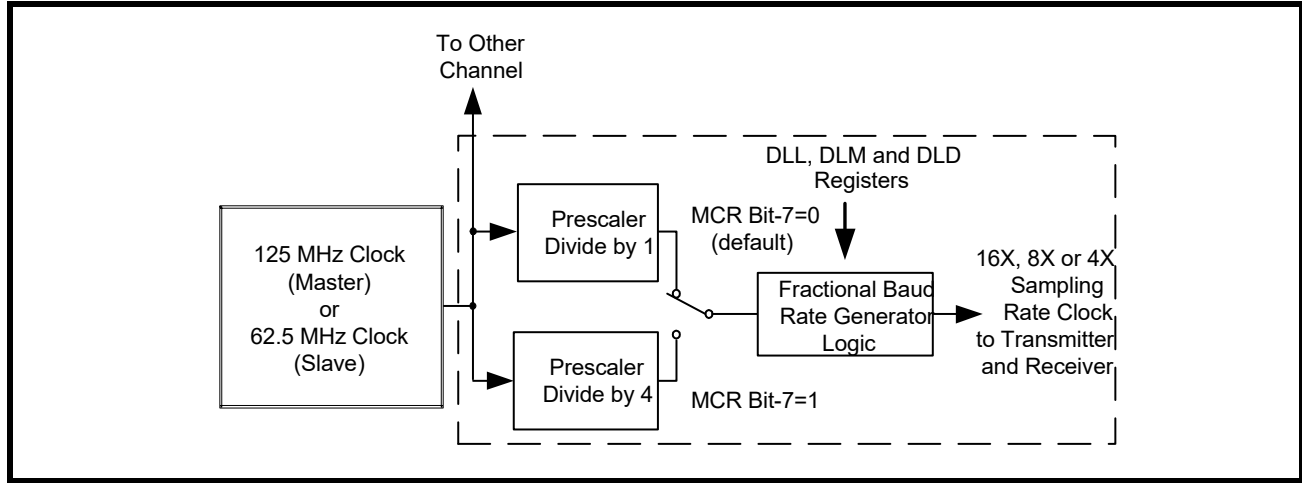 To Other
Channel
DLL, DLM and DLD
Registers
Prescaler
Divide by 1
MCR Bit-7=0
(default)
125 MHz Clock
(Master)
or
62.5 MHz Clock
(Slave)
Fractional Baud
Rate Generator
Logic
16X, 8X or 4X
Sampling
Rate Clock
to Transmitter
and Receiver
Prescaler
Divide by 4
MCR Bit-7=1